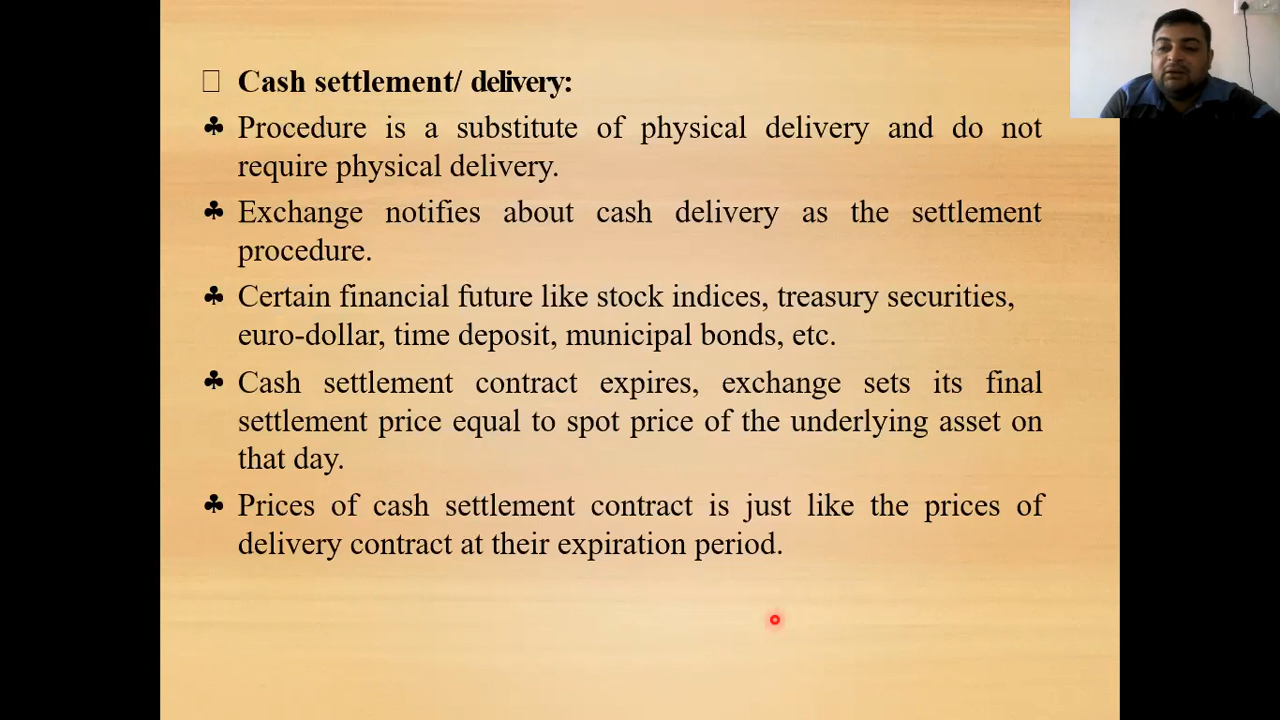 Cash settlement/ delivery:
♣ Procedure is a substitute of physical delivery and do not
require physical delivery.
♣ Exchange notifies about cash delivery as the settlement
procedure.
♣ Certain financial future like stock indices, treasury securities,
euro-dollar, time deposit, municipal bonds, etc.
♣ Cash settlement contract expires, exchange sets its final
settlement price equal to spot price of the underlying asset on
that day.
♣ Prices of cash settlement contract is just like the prices of
delivery contract at their expiration period.